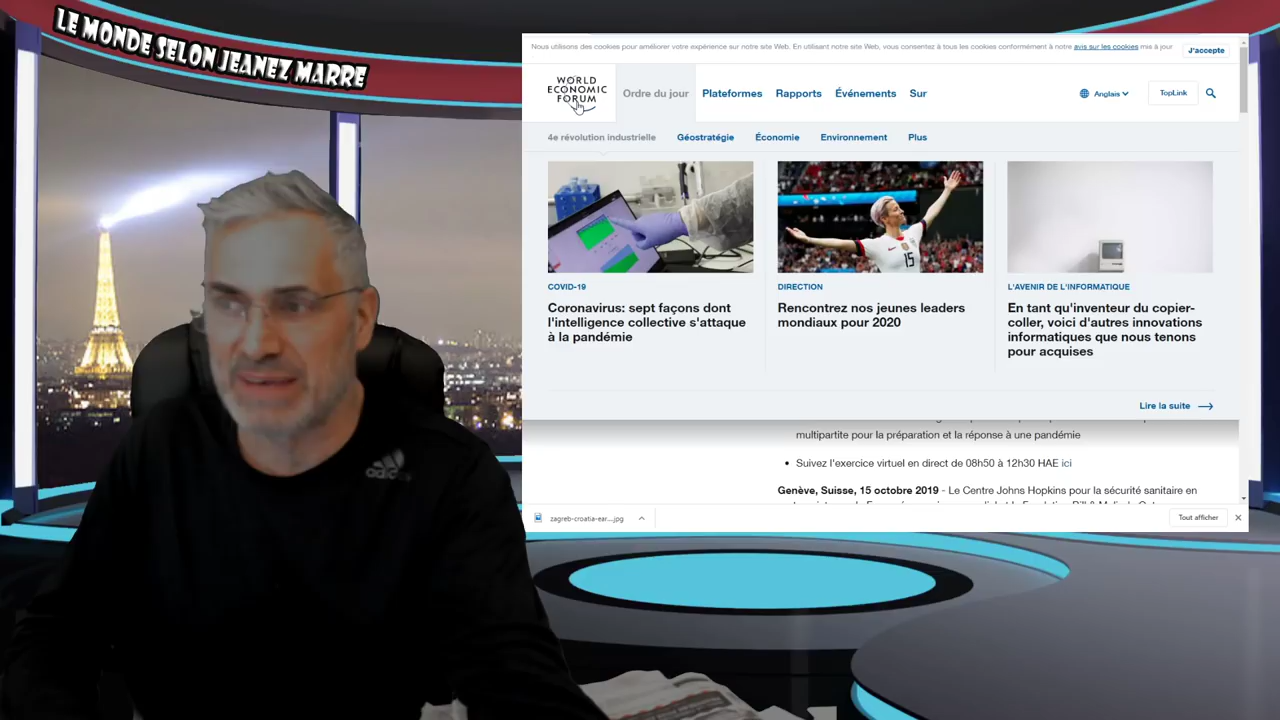 LE MONDE SELON JEANEZ MARRE
Nous utilisons des cookies pour améliorer votre expérience sur notre site Web. En utilisant notre site Web, vous consentez à tous les cookies conformément à notre avis sur les cookies mis à jour
J'accepte
WORLD
ECONOMIC
FORUM
Ordre du jour
Plateformes
Rapports
Événements
Sur
Anglais
TopLink
4e révolution industrielle
Géostratégie
Économie
Environnement
Plus
COVID-19
Coronavirus: sept façons dont
l'intelligence collective s'attaque
à la pandémie
DIRECTION
Rencontrez nos jeunes leaders
mondiaux pour 2020
15
L'AVENIR DE L'INFORMATIQUE
En tant qu'inventeur du copier-
coller, voici d'autres innovations
informatiques que nous tenons
pour acquises
Lire la suite
multipartite pour la préparation et la réponse à une pandémie
Suivez l'exercice virtuel en direct de 08h50 à 12h30 HAE ici
Genève, Suisse, 15 octobre 2019 - Le Centre Johns Hopkins pour la sécurité sanitaire en
zagreb-croatia-ear....jpg
Tout afficher
adidas